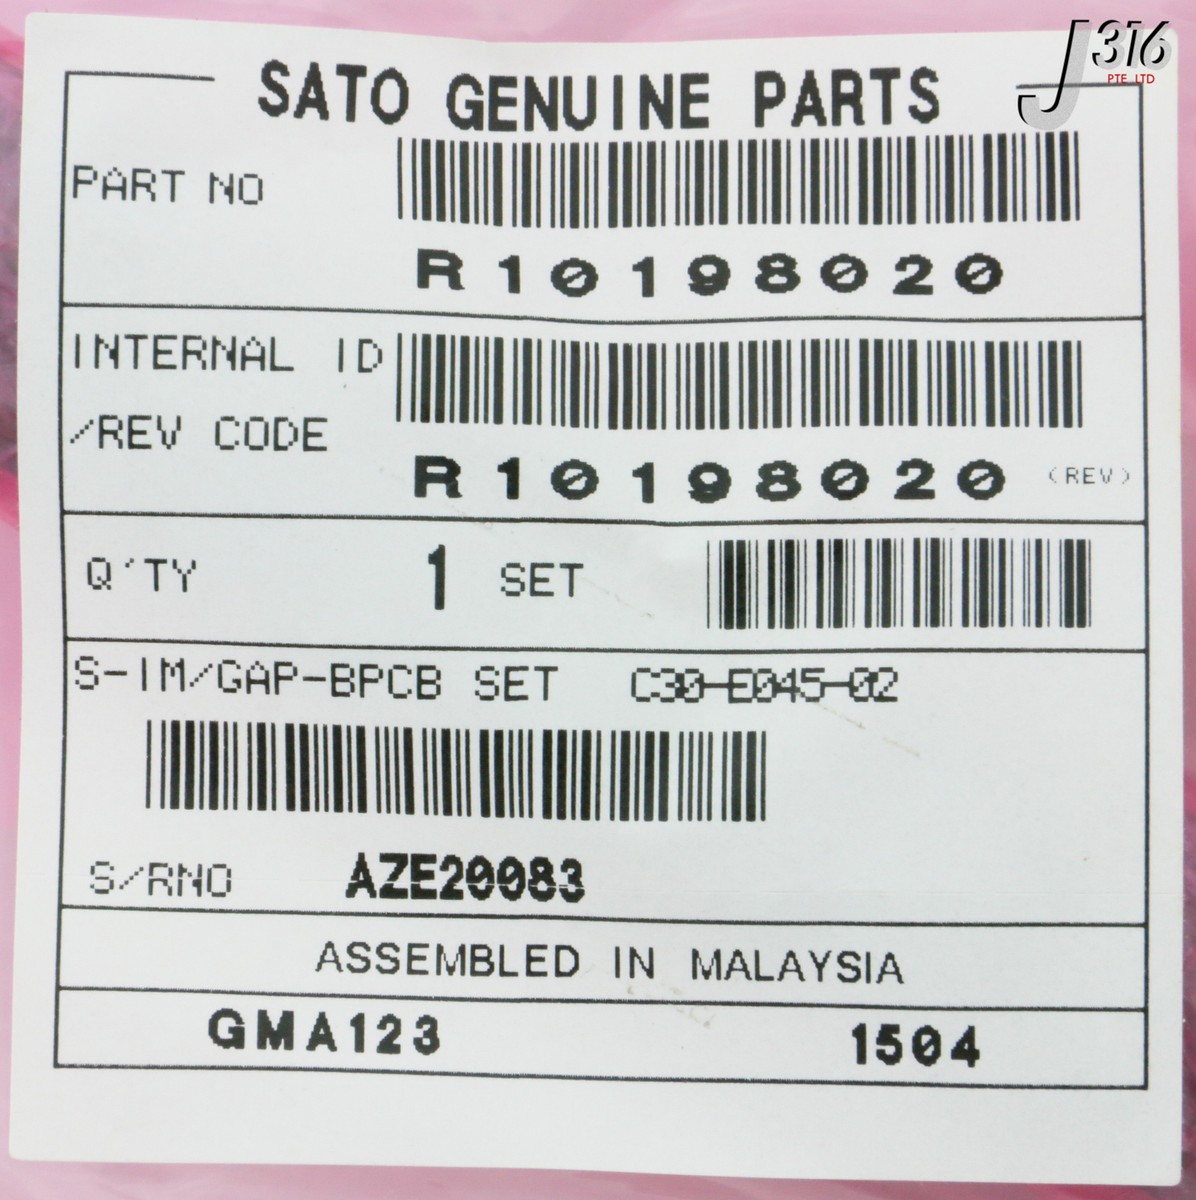 J316
PTE LTD
SATO GENUINE PARTS
PART NO
R10198020
INTERNAL ID
/REV CODE
R10198020 (REV)
Q'TY 1 SET
S-IM/GAP-BPCB SET C30-E045-02
S/RNO AZE20083
ASSEMBLED IN MALAYSIA
GMA123 1504